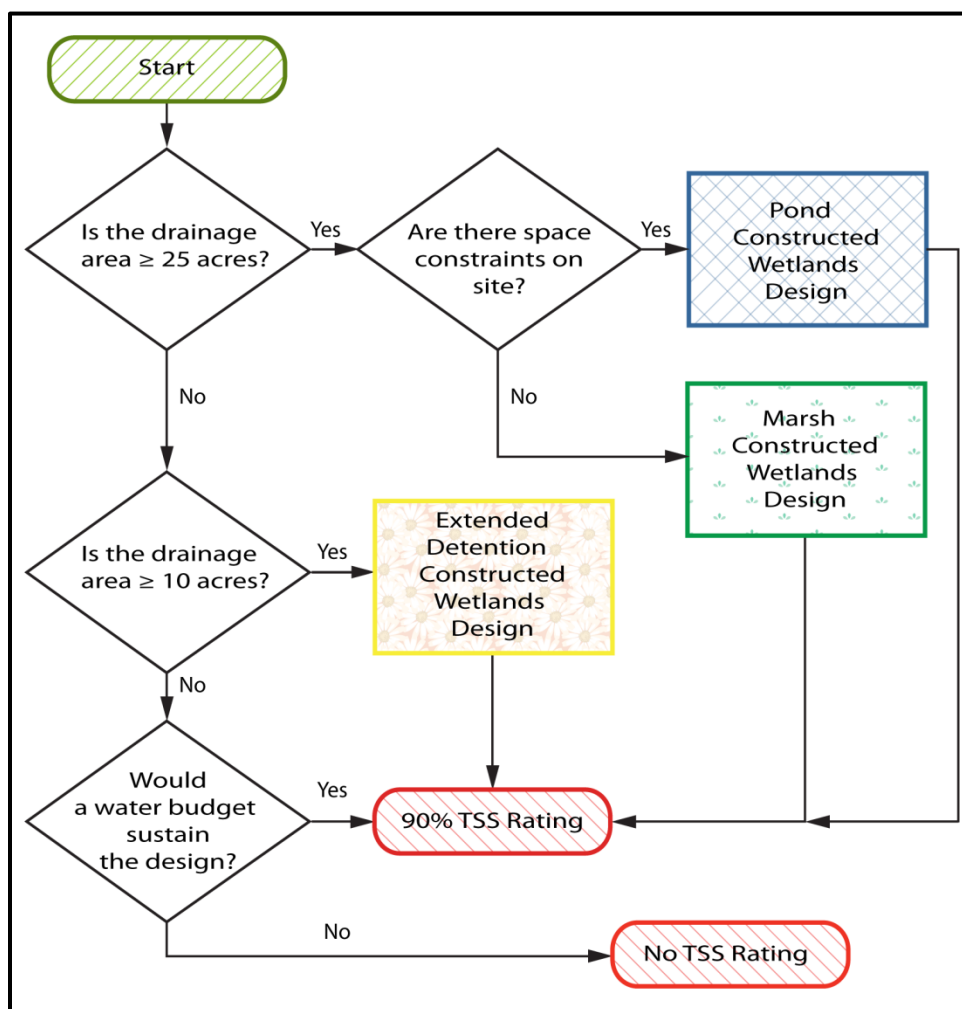 Start
Is the drainage
area ≥ 25 acres?
Yes
Are there space
constraints on
site?
Yes
Pond
Constructed
Wetlands
Design
No
No
Marsh
Constructed
Wetlands
Design
Is the drainage
area ≥ 10 acres?
Yes
Extended
Detention
Constructed
Wetlands
Design
No
Would
a water budget
sustain
the design?
Yes
90% TSS Rating
No
No TSS Rating